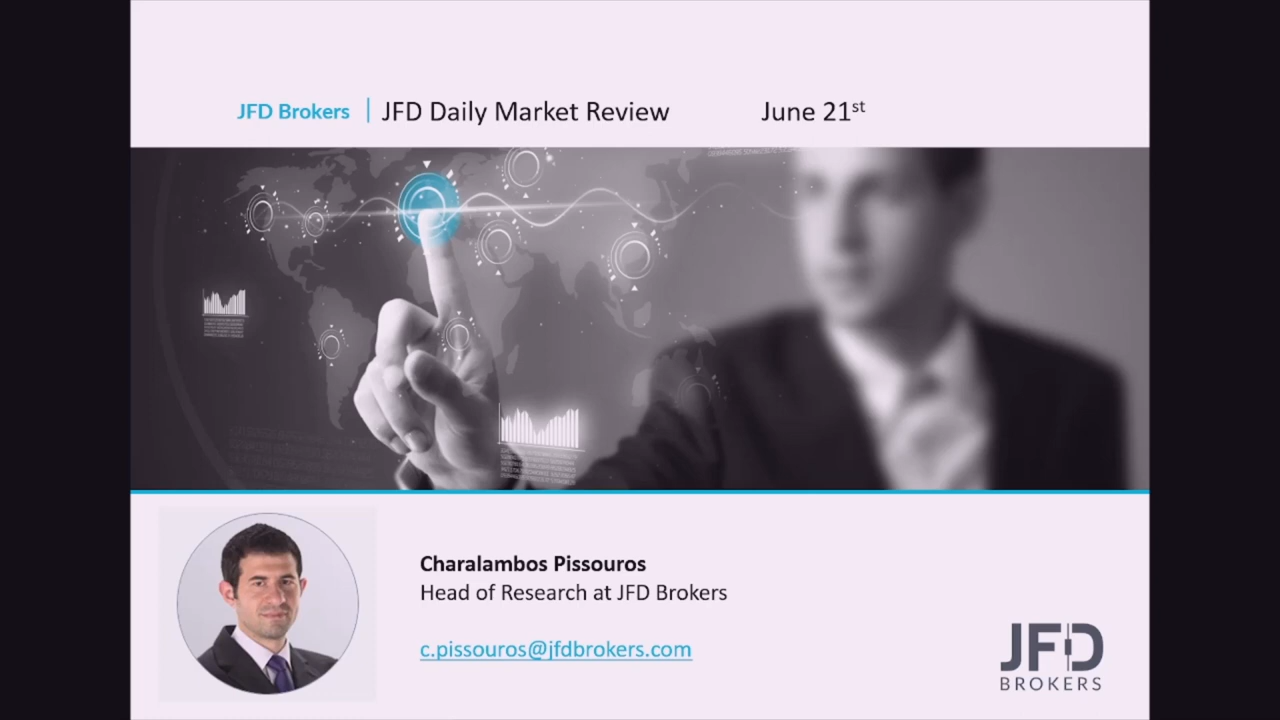 JFD Brokers | JFD Daily Market Review June 21st
Charalambos Pissouros
Head of Research at JFD Brokers
c.pissouros@jfdbrokers.com
JFD
BROKERS